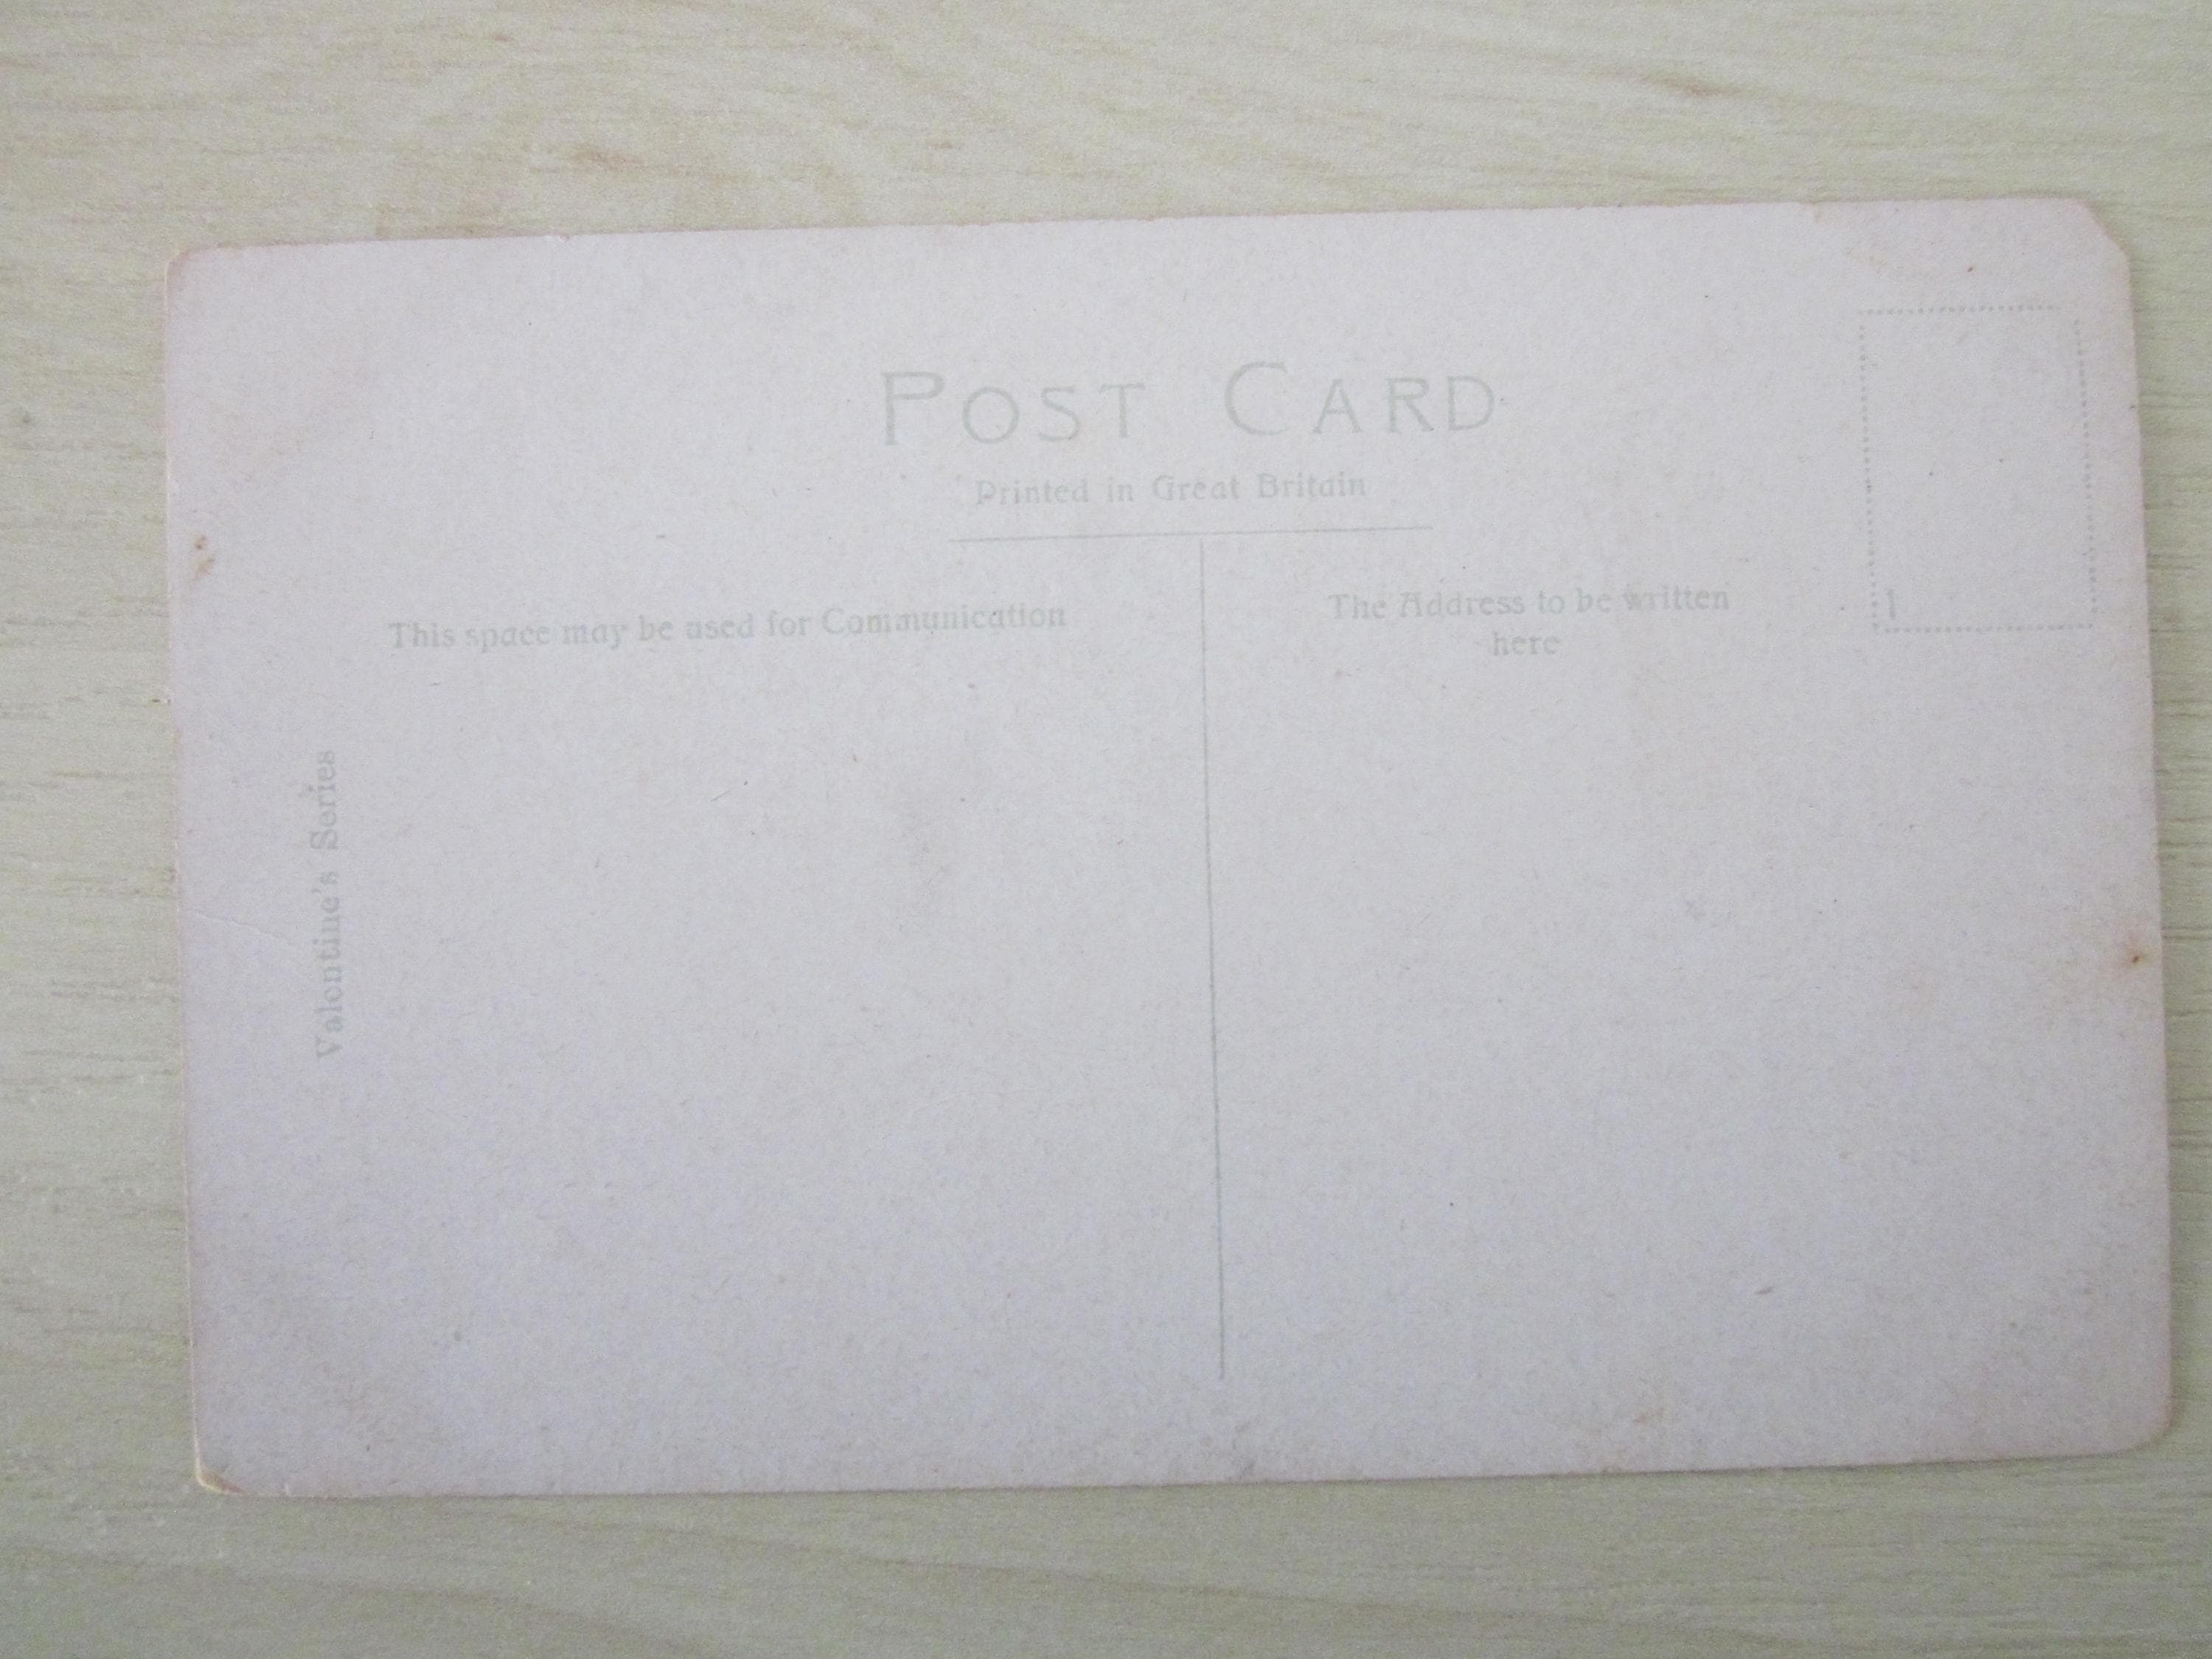 POST CARD
Printed in Great Britain
This space may be used for Communication
The Address to be written
here
Valentine's Series